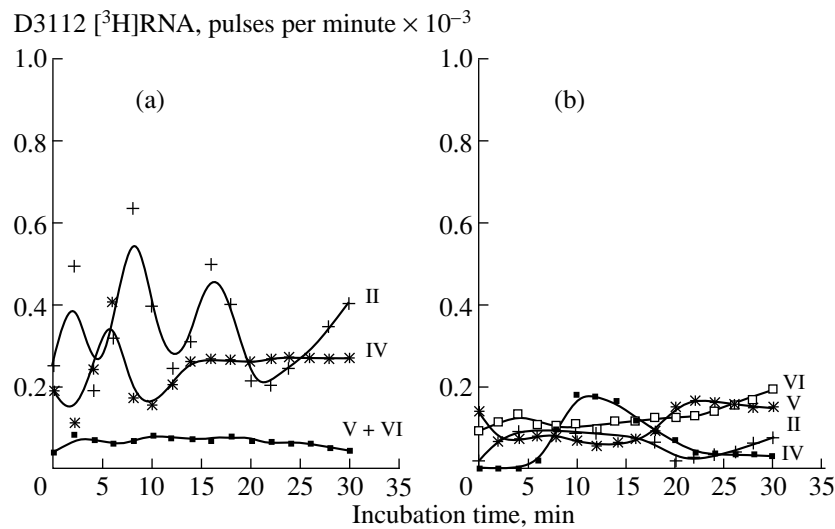 D3112 [³H]RNA, pulses per minute × 10⁻³
1.0
0.8
0.6
0.4
0.2
0 5 10 15 20 25 30 35
(a)
II
IV
V + VI
1.0
0.8
0.6
0.4
0.2
0 5 10 15 20 25 30 35
(b)
VI
V
II
IV
Incubation time, min